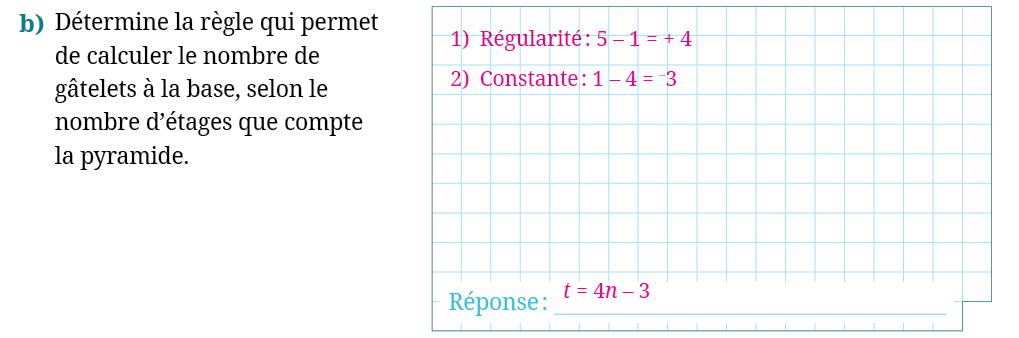 b) Détermine la règle qui permet
de calculer le nombre de
gâtelets à la base, selon le
nombre d’étages que compte
la pyramide.
1) Régularité : 5 – 1 = + 4
2) Constante : 1 – 4 = ⁻3
Réponse : t = 4n – 3